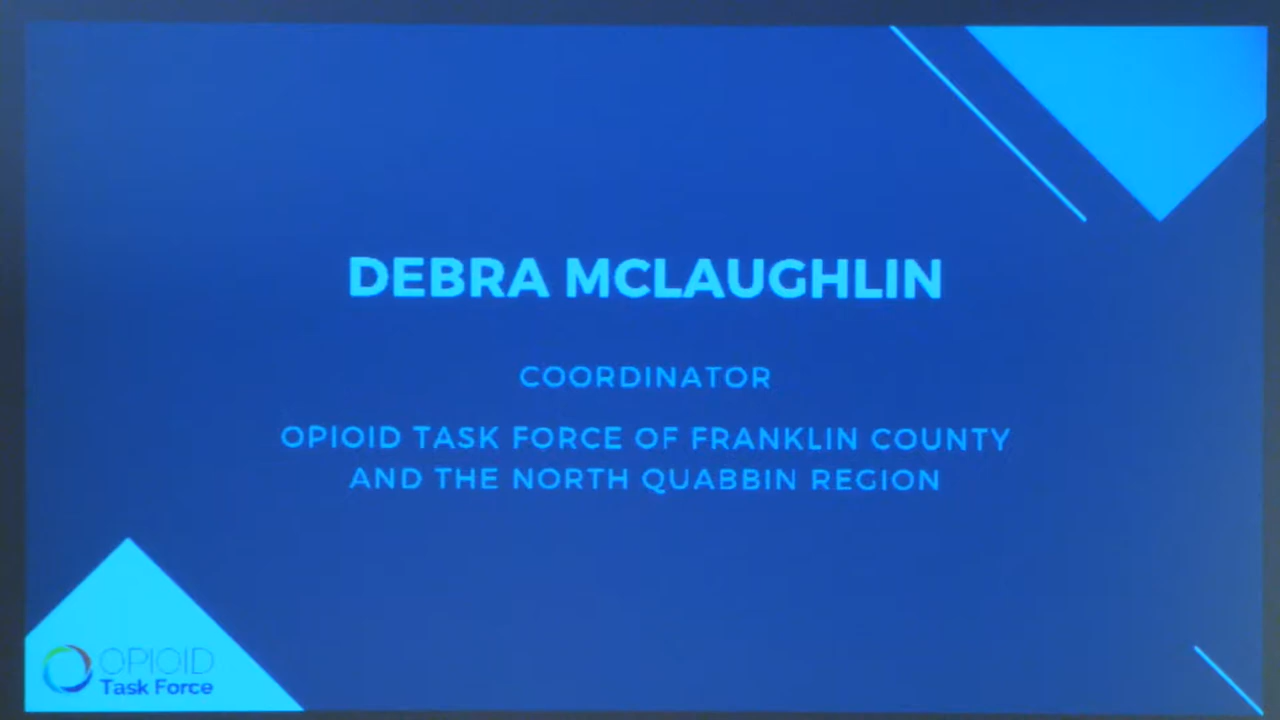 DEBRA MCLAUGHLIN
COORDINATOR
OPIOID TASK FORCE OF FRANKLIN COUNTY
AND THE NORTH QUABBIN REGION
OPIOID
Task Force